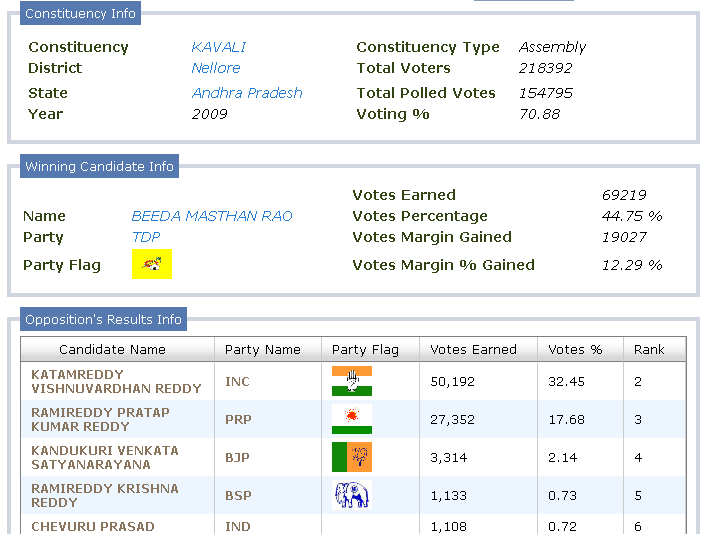 Constituency Info
Constituency KAVALI Constituency Type Assembly
District Nellore Total Voters 218392
State Andhra Pradesh Total Polled Votes 154795
Year 2009 Voting % 70.88
Winning Candidate Info
Votes Earned 69219
Name BEEDA MASTHAN RAO Votes Percentage 44.75 %
Party TDP Votes Margin Gained 19027
Party Flag Votes Margin % Gained 12.29 %
Opposition's Results Info
Candidate Name Party Name Party Flag Votes Earned Votes % Rank
KATAMREDDY
VISHNUVARDHAN REDDY INC 50,192 32.45 2
RAMIREDDY PRATAP
KUMAR REDDY PRP 27,352 17.68 3
KANDUKURI VENKATA
SATYANARAYANA BJP 3,314 2.14 4
RAMIREDDY KRISHNA
REDDY BSP 1,133 0.73 5
CHEVURU PRASAD IND 1,108 0.72 6